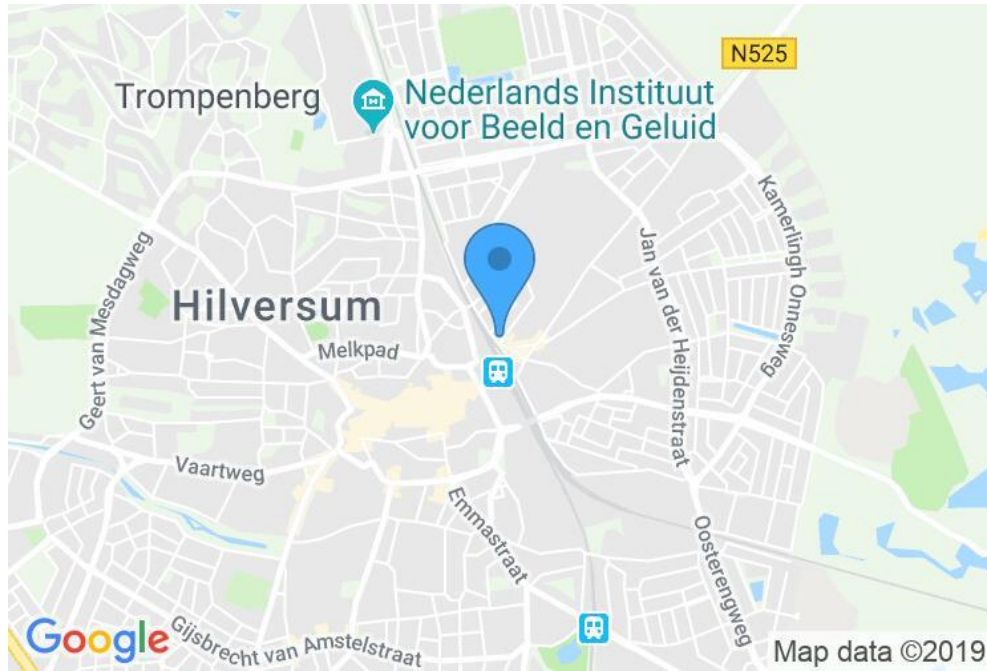 N525
Trompenberg
Nederlands Instituut
voor Beeld en Geluid
Kamerlingh Onnesweg
Jan van der Heijdenstraat
Geert van Mesdagweg
Hilversum
Melkpad
Vaartweg
Emmastraat
Oosterengweg
Gijsbrecht van Amstelstraat
Google
Map data ©2019